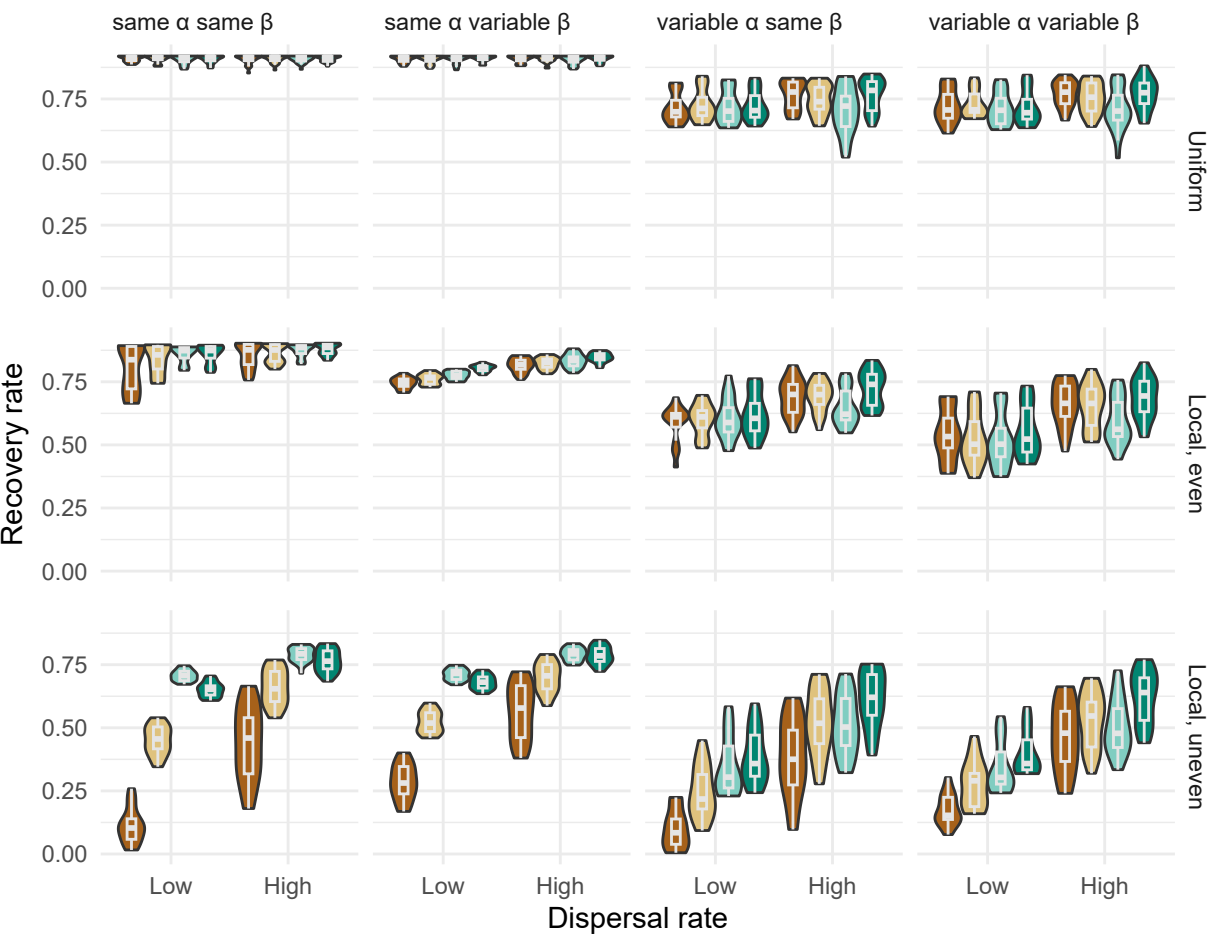 same α same β
same α variable β
variable α same β
variable α variable β
Recovery rate
0.75
0.50
0.25
0.00
Uniform
0.75
0.50
0.25
0.00
Local, even
0.75
0.50
0.25
0.00
Local, uneven
Low
High
Low
High
Low
High
Low
High
Dispersal rate